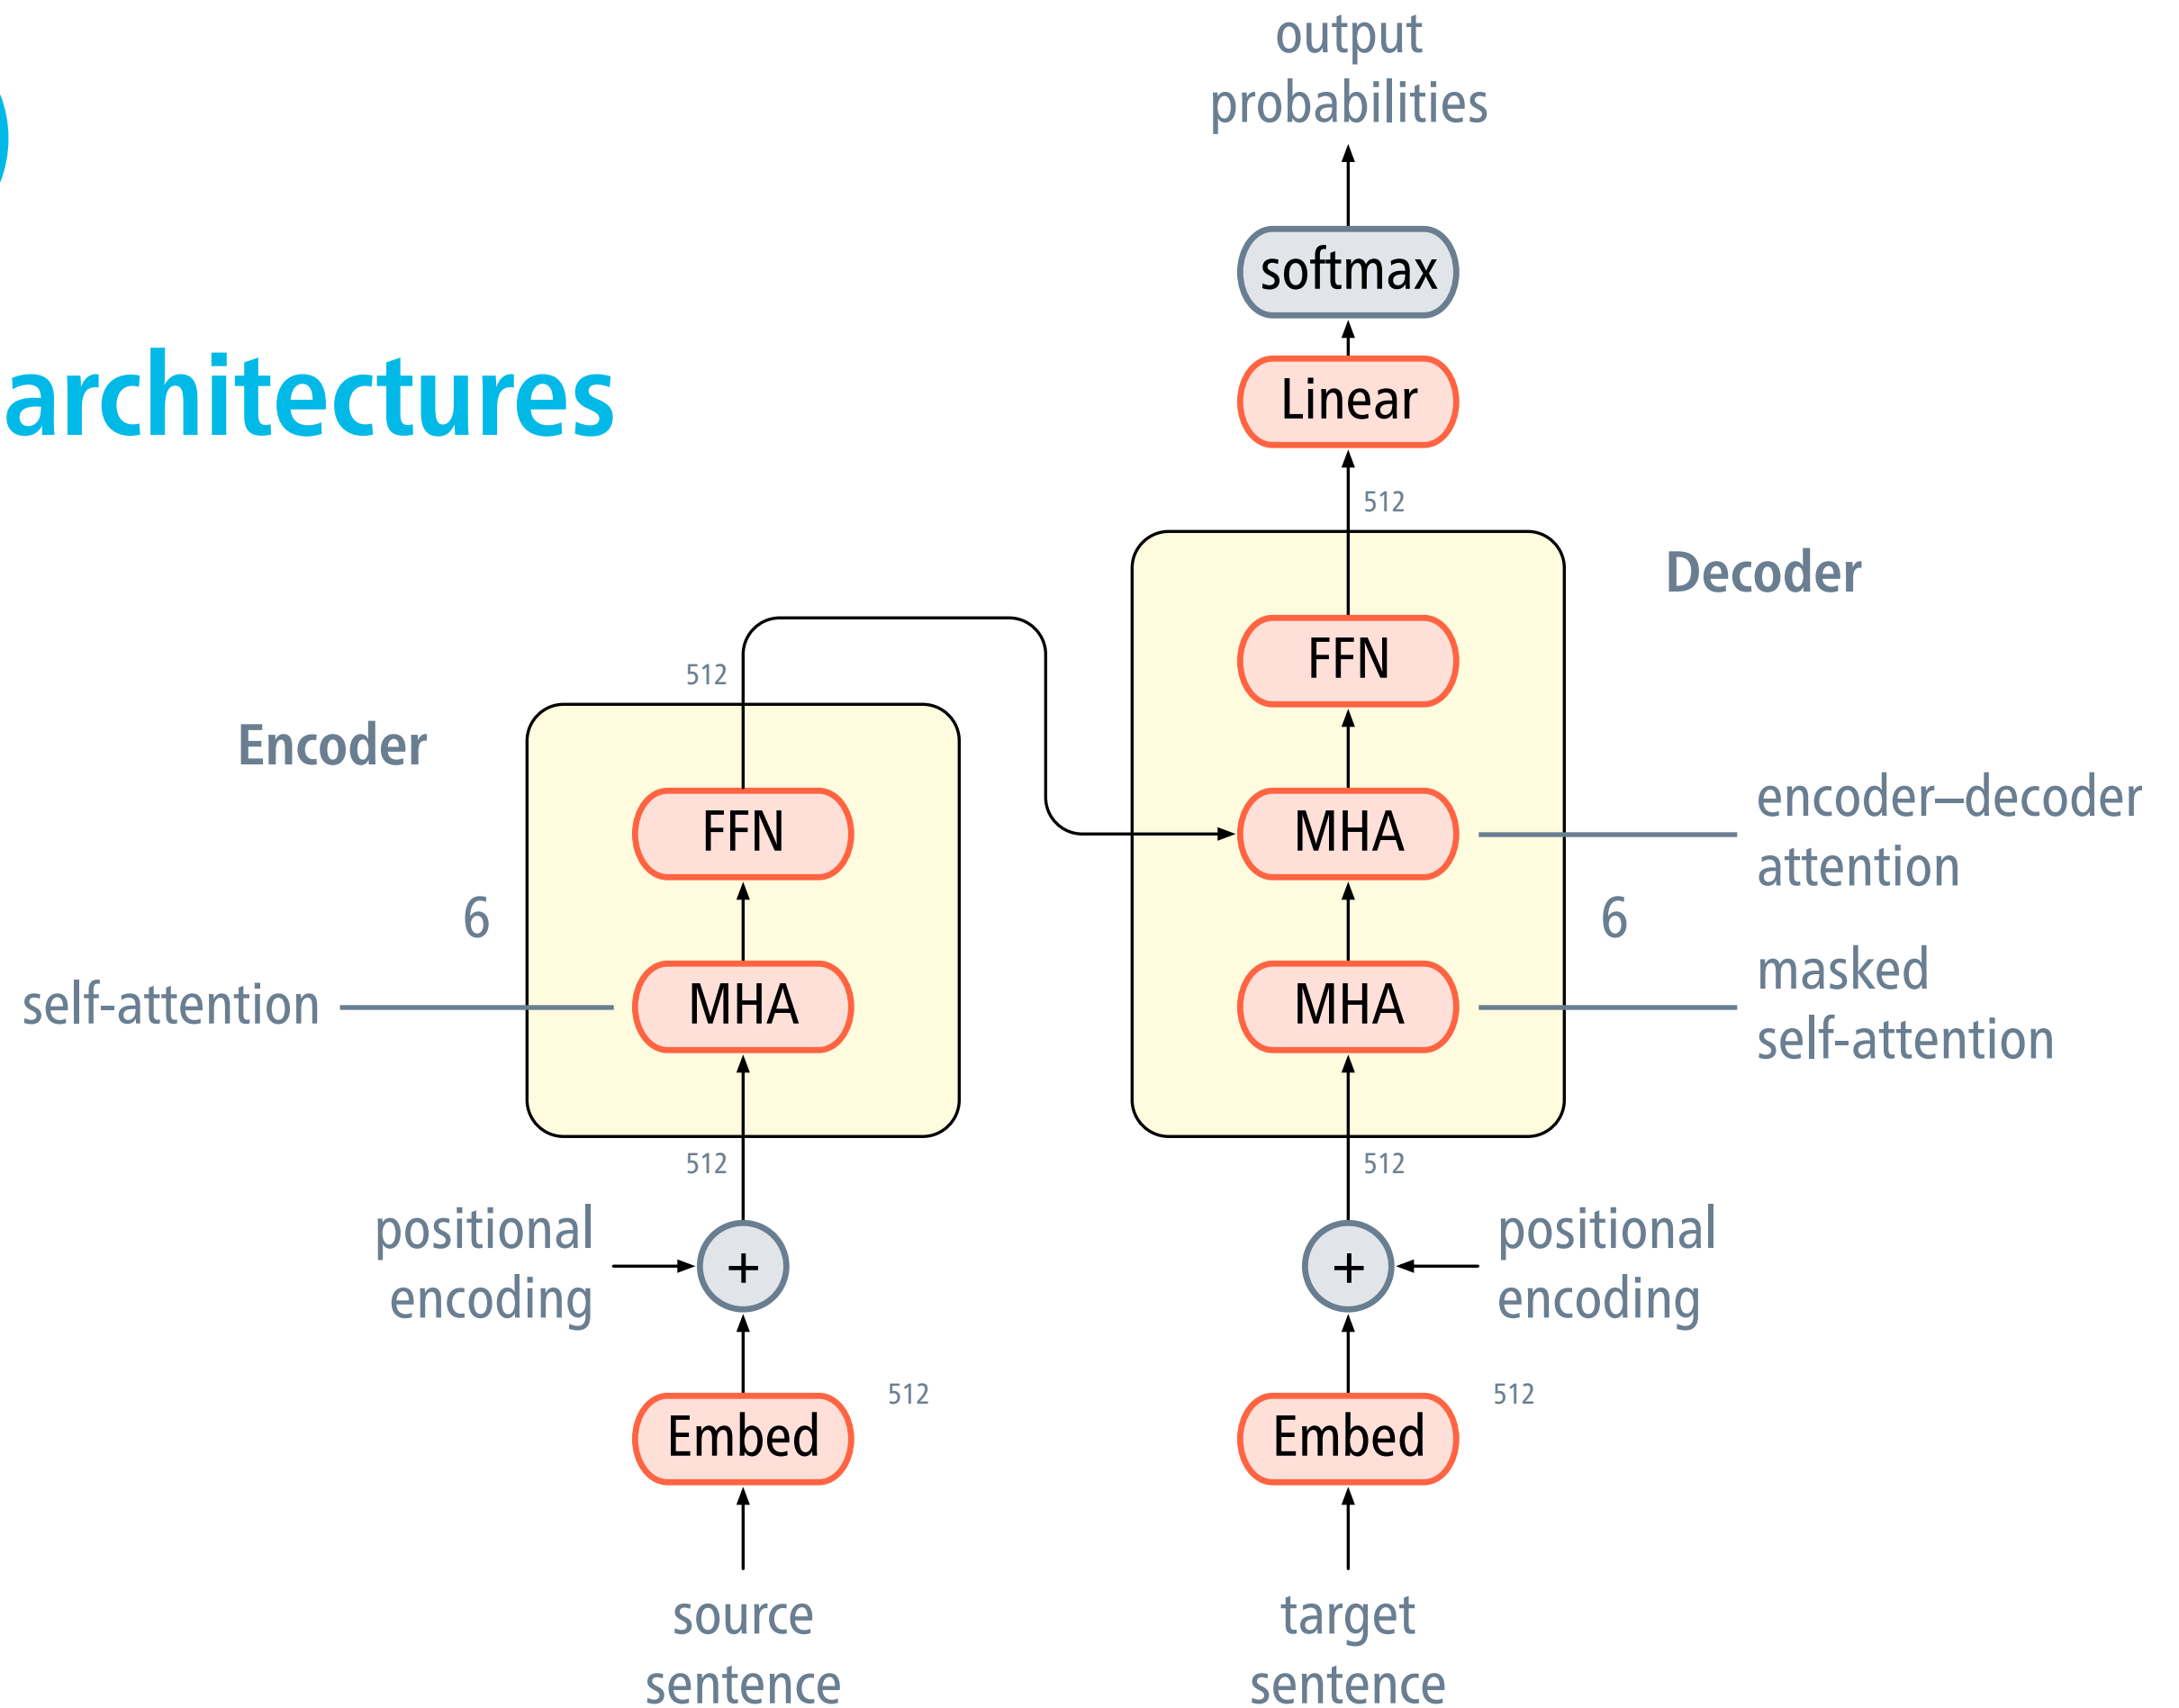 architectures
output
probabilities
softmax
Linear
512
Decoder
FFN
512
Encoder
FFN
MHA
encoder–decoder
attention
6
6
self-attention
MHA
MHA
masked
self-attention
512
512
positional
encoding
+
+
positional
encoding
512
512
Embed
Embed
source
sentence
target
sentence